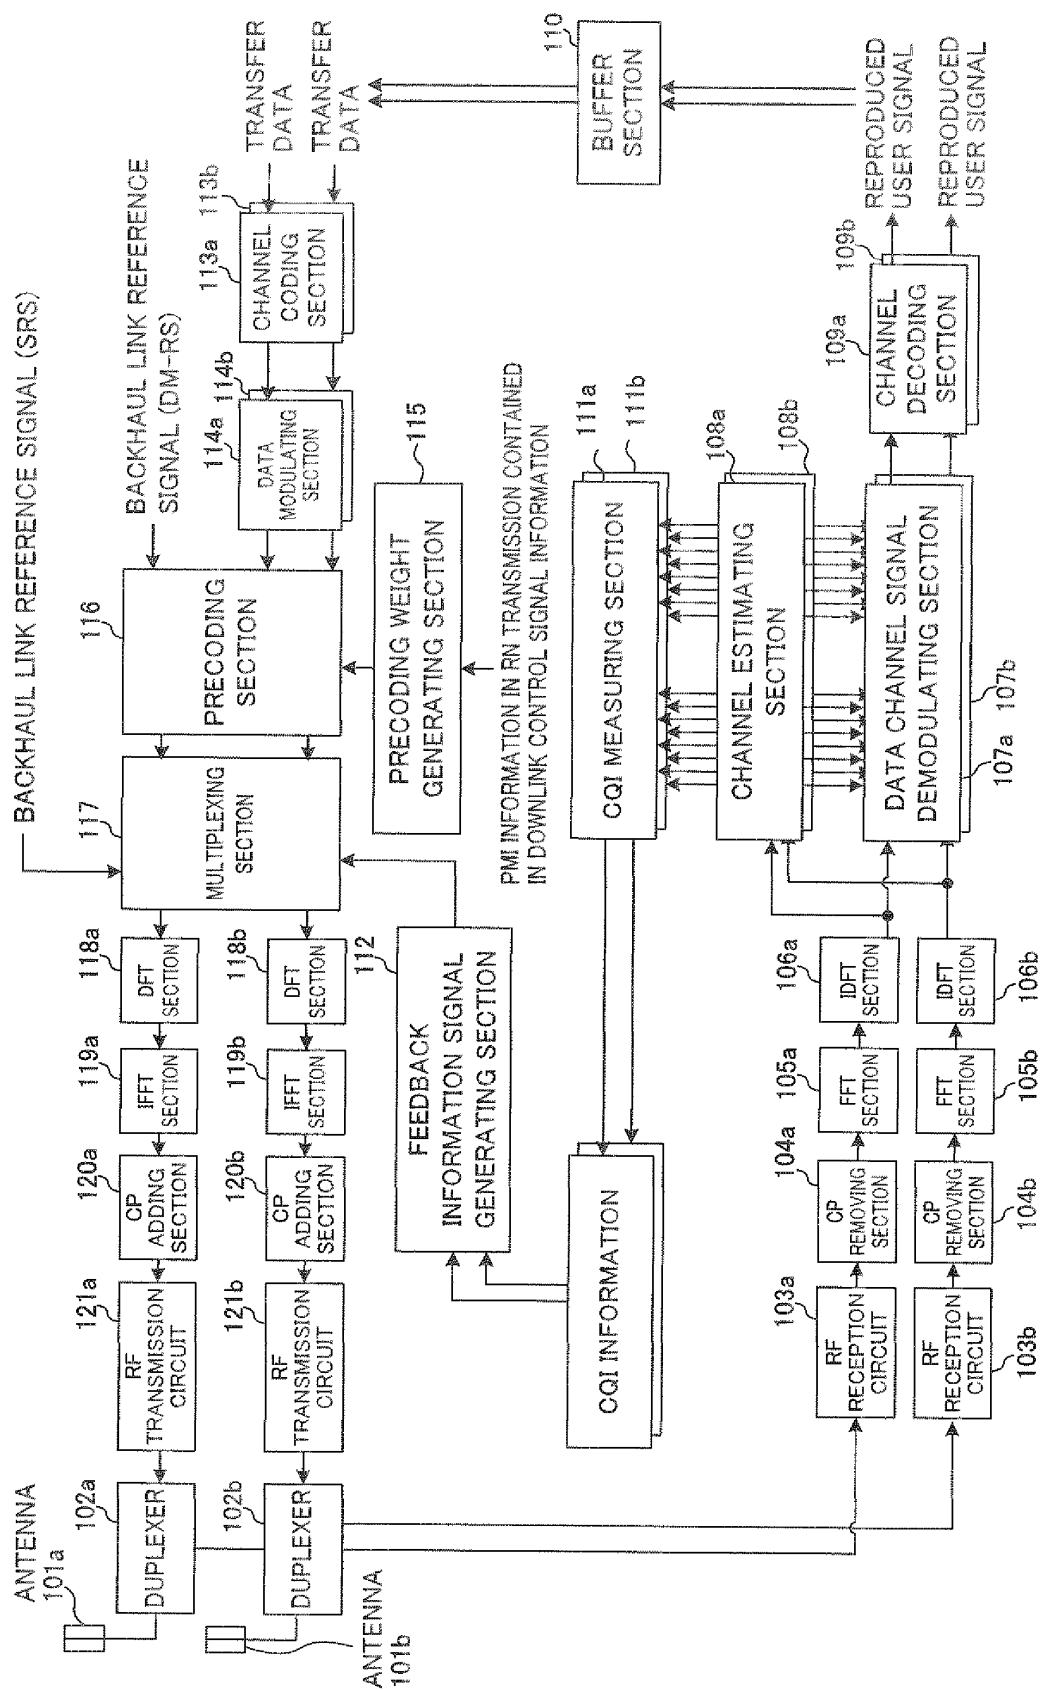 ANTENNA
101a
102a
DUPLEXER
121a
RF
TRANSMISSION
CIRCUIT
120a
CP
ADDING
SECTION
119a
IFFT
SECTION
118a
DFT
SECTION
117
MULTIPLEXING
SECTION
BACKHAUL LINK REFERENCE SIGNAL (SRS)
116
PRECODING
SECTION
BACKHAUL LINK REFERENCE
SIGNAL (DM-RS)
114a
114b
DATA
MODULATING
SECTION
113a
113b
CHANNEL
CODING
SECTION
TRANSFER
DATA
TRANSFER
DATA
ANTENNA
101b
102b
DUPLEXER
121b
RF
TRANSMISSION
CIRCUIT
120b
CP
ADDING
SECTION
119b
IFFT
SECTION
118b
DFT
SECTION
112
FEEDBACK
INFORMATION SIGNAL
GENERATING SECTION
115
PRECODING WEIGHT
GENERATING SECTION
PMI INFORMATION IN RN TRANSMISSION CONTAINED
IN DOWNLINK CONTROL SIGNAL INFORMATION
110
BUFFER
SECTION
CQI INFORMATION
111a
111b
CQI MEASURING SECTION
108a
108b
CHANNEL ESTIMATING
SECTION
103a
RF
RECEPTION
CIRCUIT
104a
CP
REMOVING
SECTION
105a
FFT
SECTION
106a
IDFT
SECTION
DATA CHANNEL SIGNAL
DEMODULATING SECTION
107a
107b
109a
109b
CHANNEL
DECODING
SECTION
REPRODUCED
USER SIGNAL
REPRODUCED
USER SIGNAL
RF
RECEPTION
CIRCUIT
103b
CP
REMOVING
SECTION
104b
FFT
SECTION
105b
IDFT
SECTION
106b